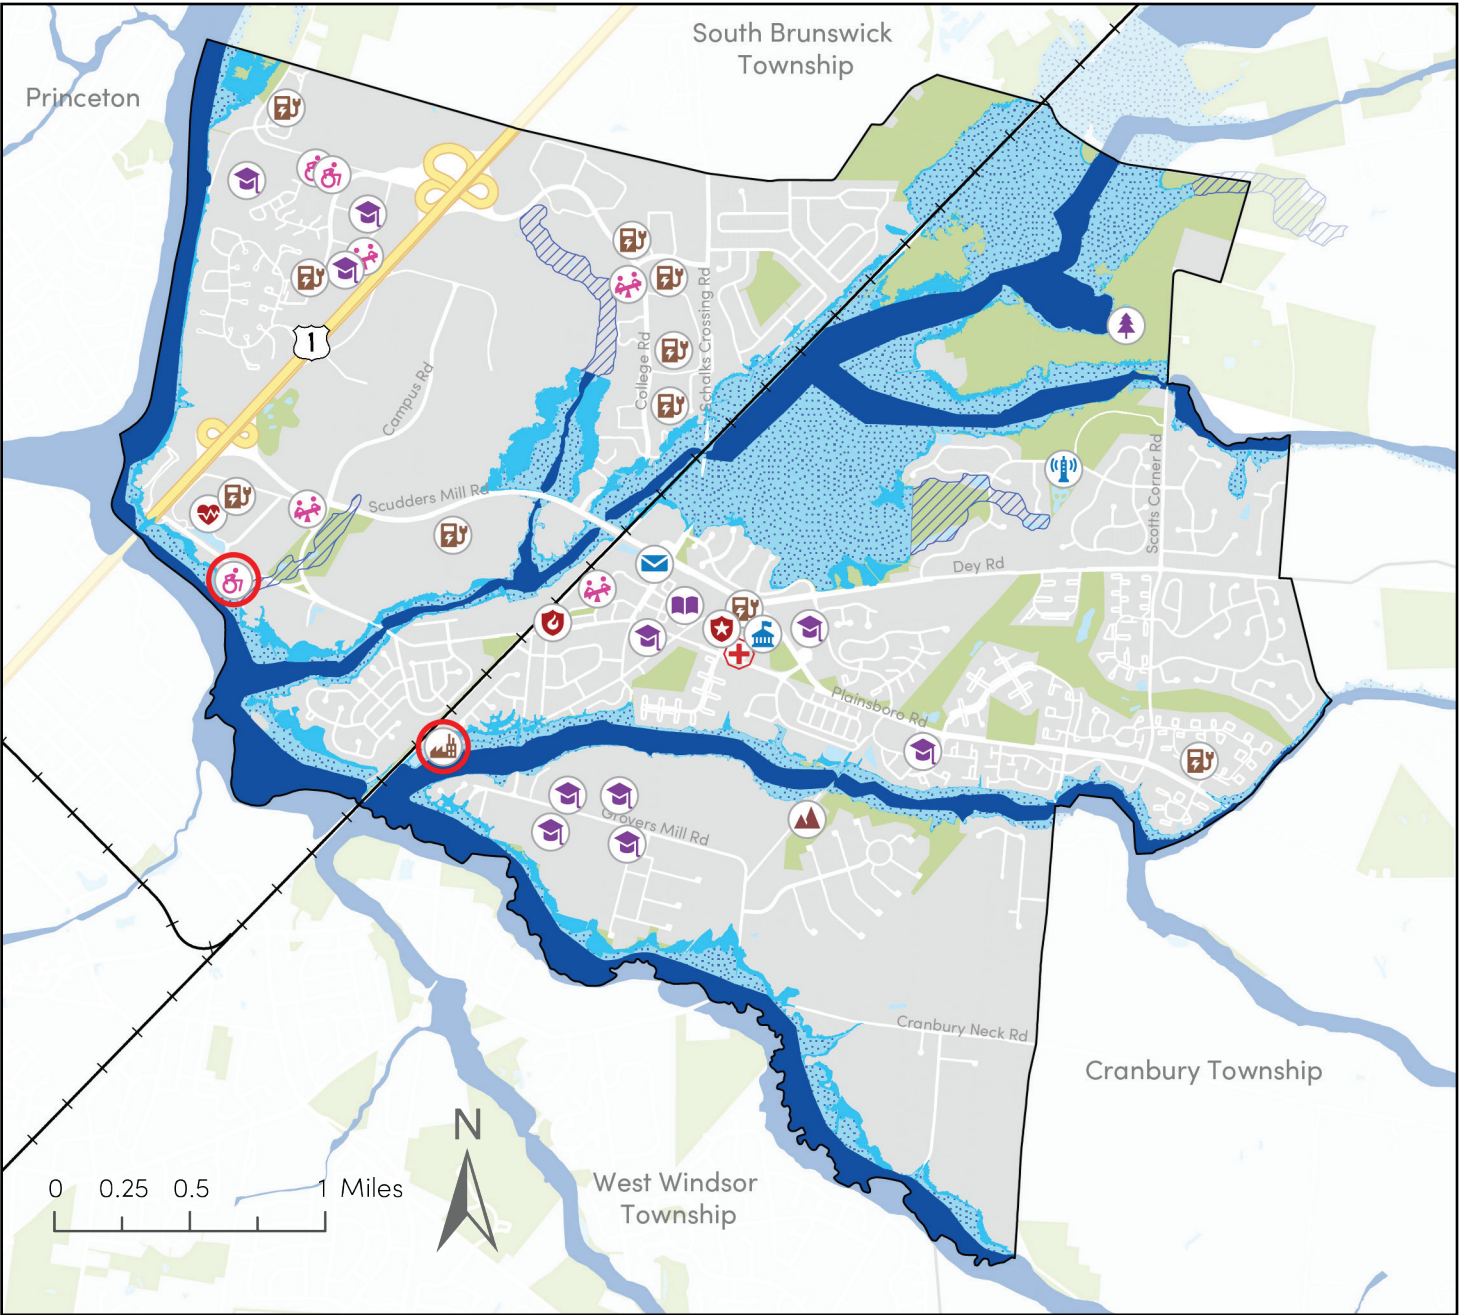 South Brunswick
Township
Princeton
1
College Rd
Schalks Crossing Rd
Campus Rd
Scudders Mill Rd
Scotts Corner Rd
Dey Rd
Plainsboro Rd
Grovers Mill Rd
Cranbury Neck Rd
Cranbury Township
N
West Windsor
Township
0 0.25 0.5 1 Miles